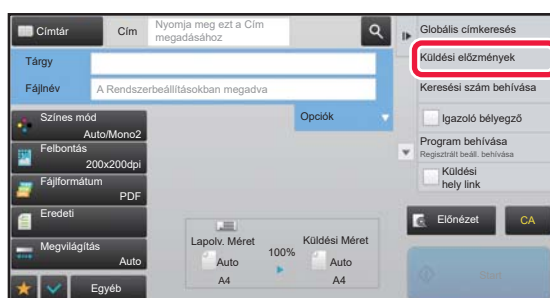 Címtár
Cím
Nyomja meg ezt a Cím
megadásához
Tárgy
Fájlnév
A Rendszerbeállításokban megadva
Színes mód
Auto/Mono2
Felbontás
200x200dpi
Fájlformátum
PDF
Eredeti
Megvilágítás
Auto
Egyéb
Opciók
Lapolv. Méret
Auto
A4
100%
Küldési Méret
Auto
A4
Globális címkeresés
Küldési előzmények
Keresési szám behívása
Igazoló bélyegző
Program behívása
Regisztrált beáll. behívása
Küldési
hely link
Előnézet
CA
Start